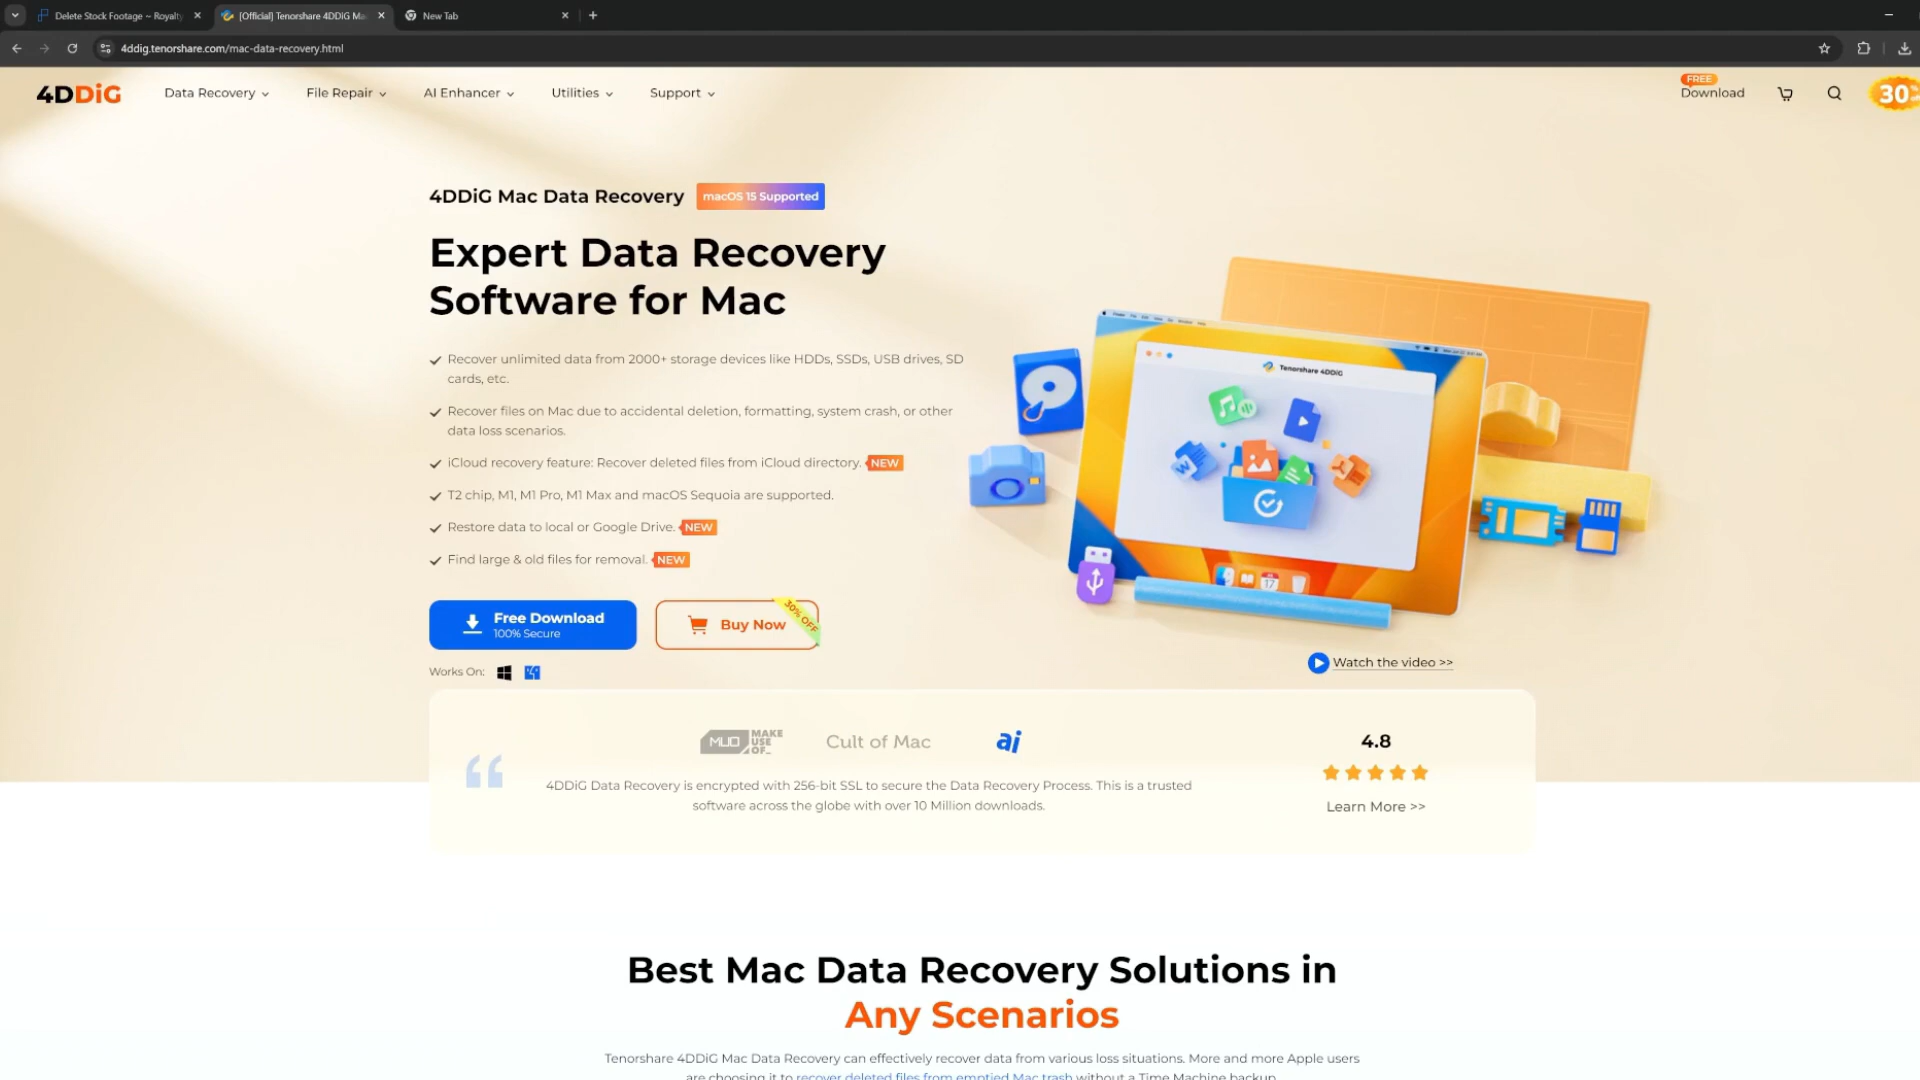 Delete Stock Footage ~ Royalty
[Official] Tenorshare 4DDiG Ma
New Tab
4ddig.tenorshare.com/mac-data-recovery.html
4DDiG
Data Recovery
File Repair
AI Enhancer
Utilities
Support
FREE
Download
30%
4DDiG Mac Data Recovery
macOS 15 Supported
Expert Data Recovery
Software for Mac
Recover unlimited data from 2000+ storage devices like HDDs, SSDs, USB drives, SD
cards, etc.
Recover files on Mac due to accidental deletion, formatting, system crash, or other
data loss scenarios.
iCloud recovery feature: Recover deleted files from iCloud directory. NEW
T2 chip, M1, M1 Pro, M1 Max and macOS Sequoia are supported.
Restore data to local or Google Drive. NEW
Find large & old files for removal. NEW
Tenorshare 4DDiG
W
17
Free Download
100% Secure
Buy Now
30% OFF
Works On:
Watch the video >>
MUO MAKE
USE
OF_
Cult of Mac
ai
4DDiG Data Recovery is encrypted with 256-bit SSL to secure the Data Recovery Process. This is a trusted
software across the globe with over 10 Million downloads.
4.8
Learn More >>
Best Mac Data Recovery Solutions in
Any Scenarios
Tenorshare 4DDiG Mac Data Recovery can effectively recover data from various loss situations. More and more Apple users
are choosing it to recover deleted files from emptied Mac trash without a Time Machine backup.